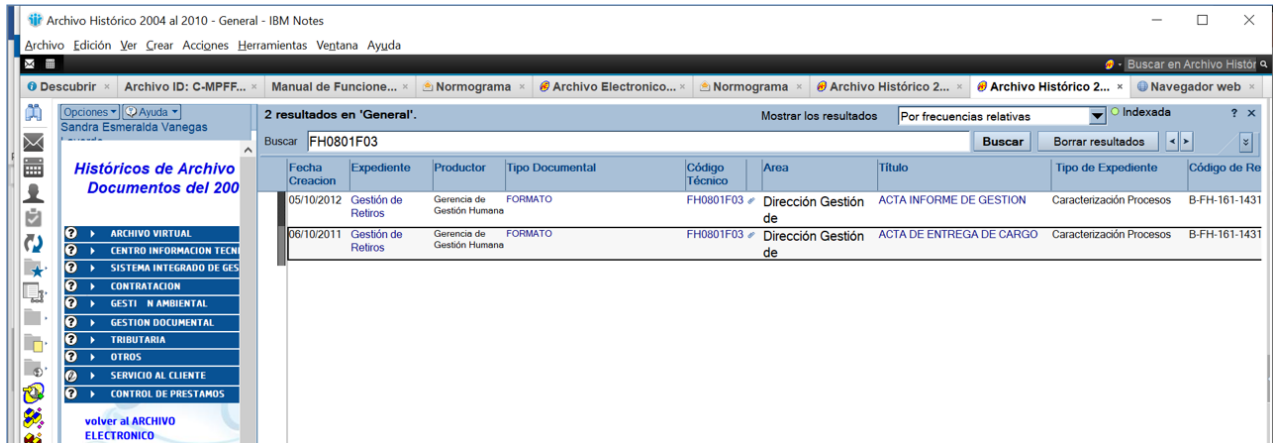 Archivo Histórico 2004 al 2010 - General - IBM Notes
Archivo Edición Ver Crear Acciones Herramientas Ventana Ayuda
Buscar en Archivo Histór
Descubrir × Archivo ID: C-MPFF... × Manual de Funcione... × Normograma × Archivo Electronico... × Normograma × Archivo Histórico 2... × Archivo Histórico 2... × Navegador web ×
Opciones Ayuda
Sandra Esmeralda Vanegas
Históricos de Archivo
Documentos del 200
? ARCHIVO VIRTUAL
? CENTRO INFORMACION TECNI
? SISTEMA INTEGRADO DE GES
? CONTRATACION
? GESTI N AMBIENTAL
? GESTION DOCUMENTAL
? TRIBUTARIA
? OTROS
? SERVICIO AL CLIENTE
? CONTROL DE PRESTAMOS
volver al ARCHIVO
ELECTRONICO
2 resultados en 'General'. Mostrar los resultados Por frecuencias relativas Indexada ? ×
Buscar FH0801F03 Buscar Borrar resultados
Fecha Creacion Expediente Productor Tipo Documental Código Técnico Area Título Tipo de Expediente Código de Re
05/10/2012 Gestión de Retiros Gerencia de Gestión Humana FORMATO FH0801F03 Dirección Gestión de ACTA INFORME DE GESTION Caracterización Procesos B-FH-161-1431
06/10/2011 Gestión de Retiros Gerencia de Gestión Humana FORMATO FH0801F03 Dirección Gestión de ACTA DE ENTREGA DE CARGO Caracterización Procesos B-FH-161-1431